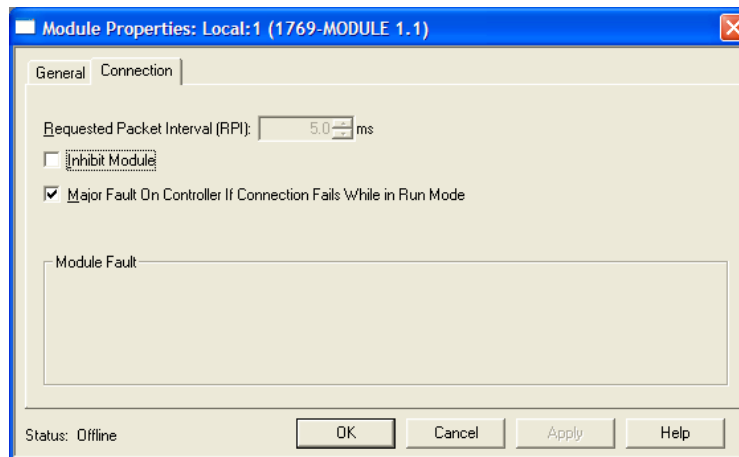 Module Properties: Local:1 (1769-MODULE 1.1)
General Connection
Requested Packet Interval (RPI): 5.0 ms
Inhibit Module
Major Fault On Controller If Connection Fails While in Run Mode
Module Fault
Status: Offline OK Cancel Apply Help